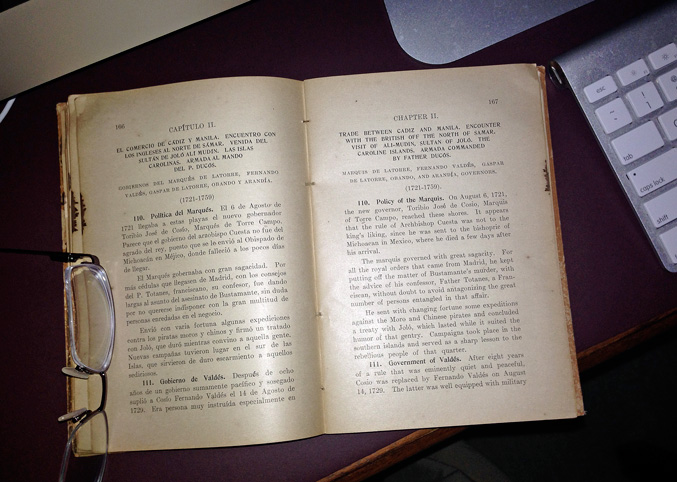 166
CAPÍTULO II.
EL COMERCIO DE CÁDIZ Y MANILA. ENCUENTRO CON
LOS INGLESES AL NORTE DE SÁMAR. VENIDA DEL
SULTÁN DE JOLÓ ALÍ MUDÍN. LAS ISLAS
CAROLINAS. ARMADA AL MANDO
DEL P. DUCÓS.
GOBIERNOS DEL MARQUÉS DE LATORRE, FERNANDO
VALDÉS, GASPAR DE LATORRE, OBANDO Y ARANDÍA.
(1721-1759)
110. Política del Marqués. El 6 de Agosto de
1721 llegaba a estas playas el nuevo gobernador
Toribio José de Cosío, Marqués de Torre Campo.
Parece que el gobierno del arzobispo Cuesta no fue del
agrado del rey, puesto que se le envió al Obispado de
Michoacán en Méjico, donde falleció a los pocos días
de llegar.
El Marqués gobernaba con gran sagacidad. Por
más cédulas que llegasen de Madrid, con los consejos
del P. Totanes, franciscano, su confesor, fue dando
largas al asunto del asesinato de Bustamante, sin duda
por no quererse indisponer con la gran multitud de
personas enredadas en el negocio.
Envió con varia fortuna algunas expediciones
contra los piratas moros y chinos y firmó un tratado
con Joló, que duró mientras convino a aquella gente.
Nuevas campañas tuvieron lugar en el sur de las
Islas, que sirvieron de duro escarmiento a aquellos
sediciosos.
111. Gobierno de Valdés. Después de ocho
años de un gobierno sumamente pacífico y sosegado
suplió a Cosío Fernando Valdés el 14 de Agosto de
1729. Era persona muy instruida especialmente en
167
CHAPTER II.
TRADE BETWEEN CADIZ AND MANILA. ENCOUNTER
WITH THE BRITISH OFF THE NORTH OF SAMAR.
VISIT OF ALI-MUDIN, SULTAN OF JOLO. THE
CAROLINE ISLANDS, ARMADA COMMANDED
BY FATHER DUCÓS.
MARQUIS DE LATORRE, FERNANDO VALDES, GASPAR
DE LATORRE, OBANDO, AND ARANDIA, GOVERNORS.
(1721-1759).
110. Policy of the Marquis. On August 6, 1721,
the new governor, Toribio José de Cosío, Marquis
of Torre Campo, reached these shores. It appears
that the rule of Archbishop Cuesta was not to the
king's liking, since he was sent to the bishopric of
Michoacan in Mexico, where he died a few days after
his arrival.
The marquis governed with great sagacity. For
all the royal orders that came from Madrid, he kept
putting off the matter of Bustamante's murder, with
the advice of his confessor, Father Totanes, a Fran-
ciscan, without doubt to avoid antagonising the great
number of persons entangled in that affair.
He sent with changing fortune some expeditions
against the Moro and Chinese pirates and concluded
a treaty with Joló, which lasted while it suited the
humor of that gentry. Campaigns took place in the
southern islands and served as a sharp lesson to the
rebellious people of that quarter.
111. Government of Valdés. After eight years
of a rule that was eminently quiet and peaceful,
Cosío was replaced by Fernando Valdés on August
14, 1729. The latter was well equipped with military
esc
tab
caps lock
shift